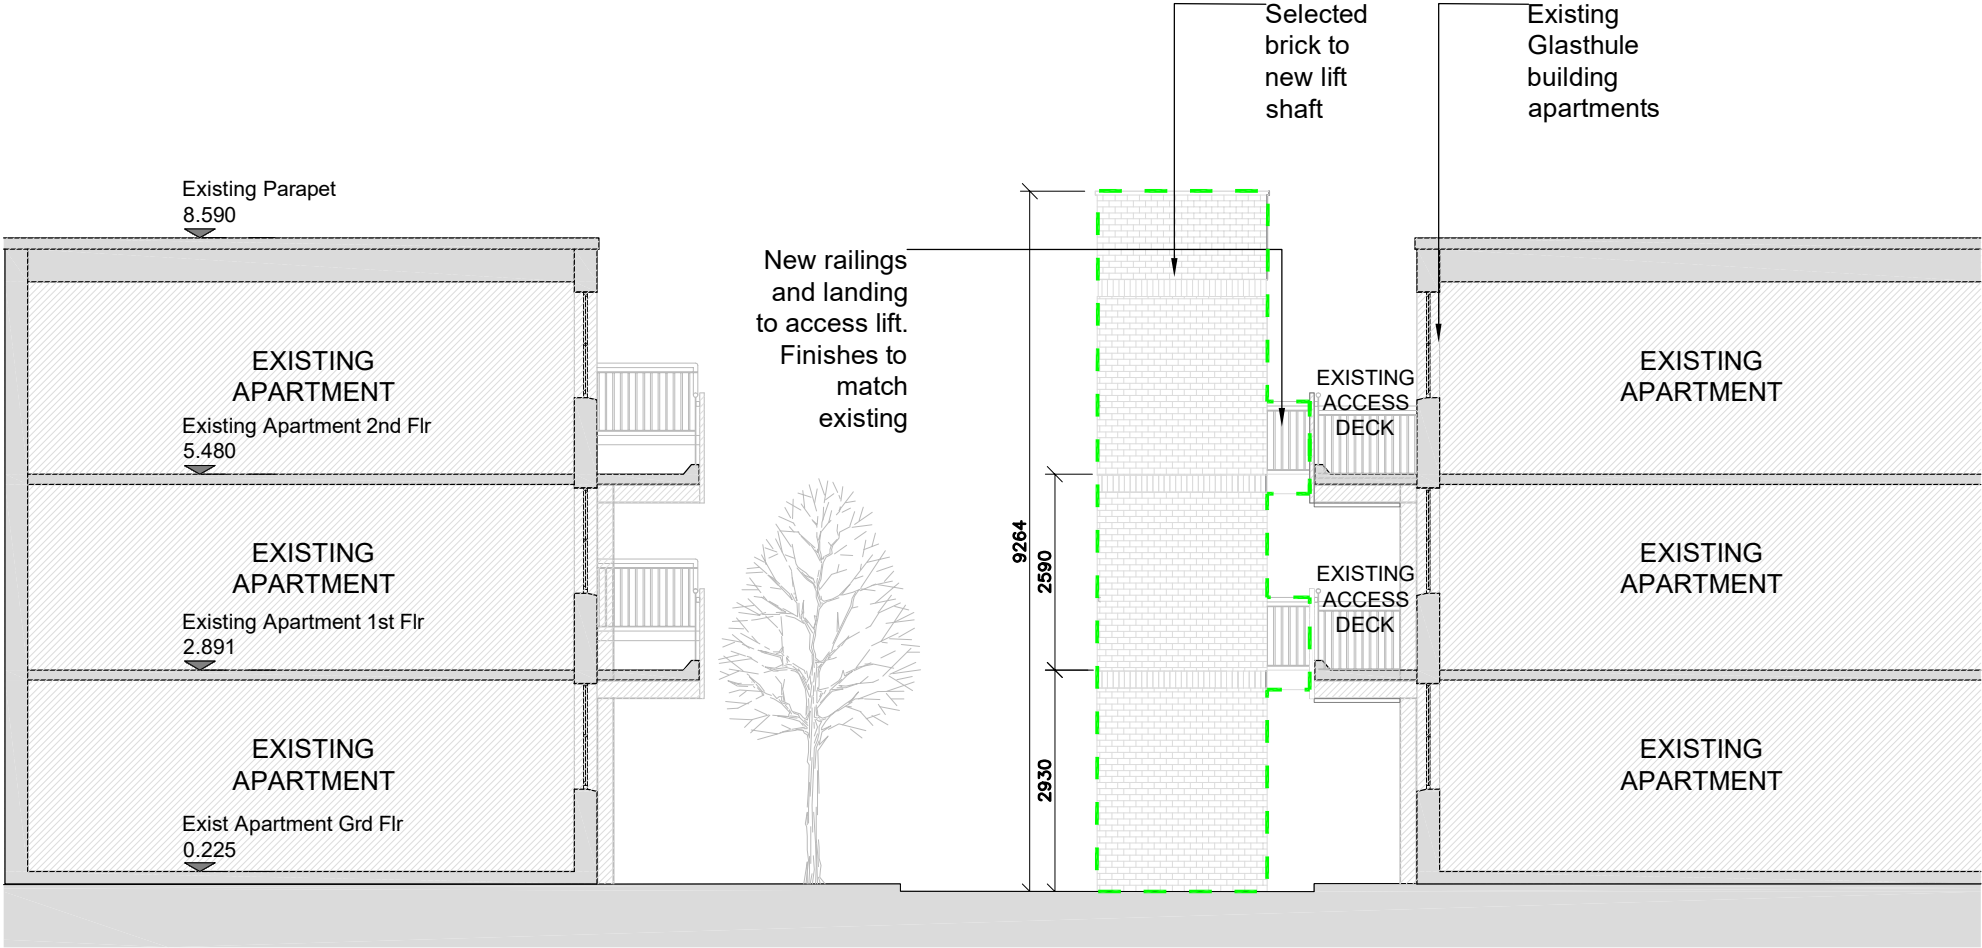 Selected
brick to
new lift
shaft
Existing
Glasthule
building
apartments
Existing Parapet
8.590
New railings
and landing
to access lift.
Finishes to
match
existing
EXISTING
APARTMENT
Existing Apartment 2nd Flr
5.480
EXISTING
ACCESS
DECK
EXISTING
APARTMENT
EXISTING
APARTMENT
Existing Apartment 1st Flr
2.891
9264
2590
EXISTING
ACCESS
DECK
EXISTING
APARTMENT
EXISTING
APARTMENT
Exist Apartment Grd Flr
0.225
2930
EXISTING
APARTMENT